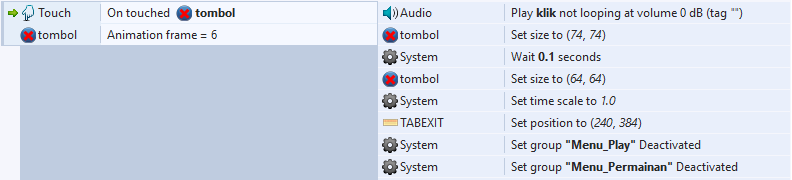 Touch On touched tombol Audio Play klik not looping at volume 0 dB (tag "")
tombol Animation frame = 6 tombol Set size to (74, 74)
System Wait 0.1 seconds
tombol Set size to (64, 64)
System Set time scale to 1.0
TABEXIT Set position to (240, 384)
System Set group "Menu_Play" Deactivated
System Set group "Menu_Permainan" Deactivated